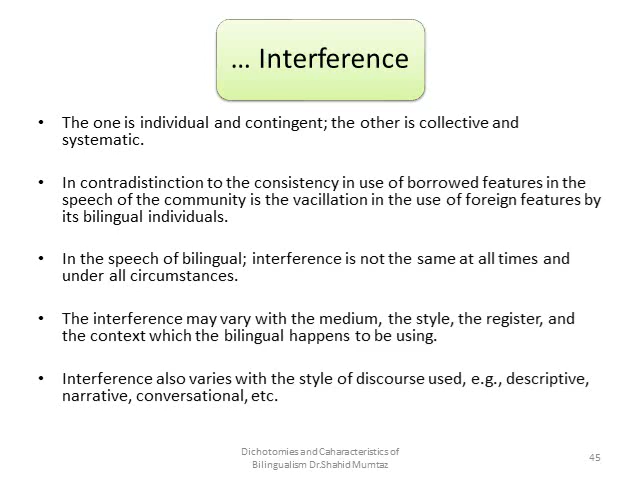 … Interference
• The one is individual and contingent; the other is collective and
systematic.
• In contradistinction to the consistency in use of borrowed features in the
speech of the community is the vacillation in the use of foreign features by
its bilingual individuals.
• In the speech of bilingual; interference is not the same at all times and
under all circumstances.
• The interference may vary with the medium, the style, the register, and
the context which the bilingual happens to be using.
• Interference also varies with the style of discourse used, e.g., descriptive,
narrative, conversational, etc.
Dichotomies and Caharacteristics of
Bilingualism Dr.Shahid Mumtaz
45